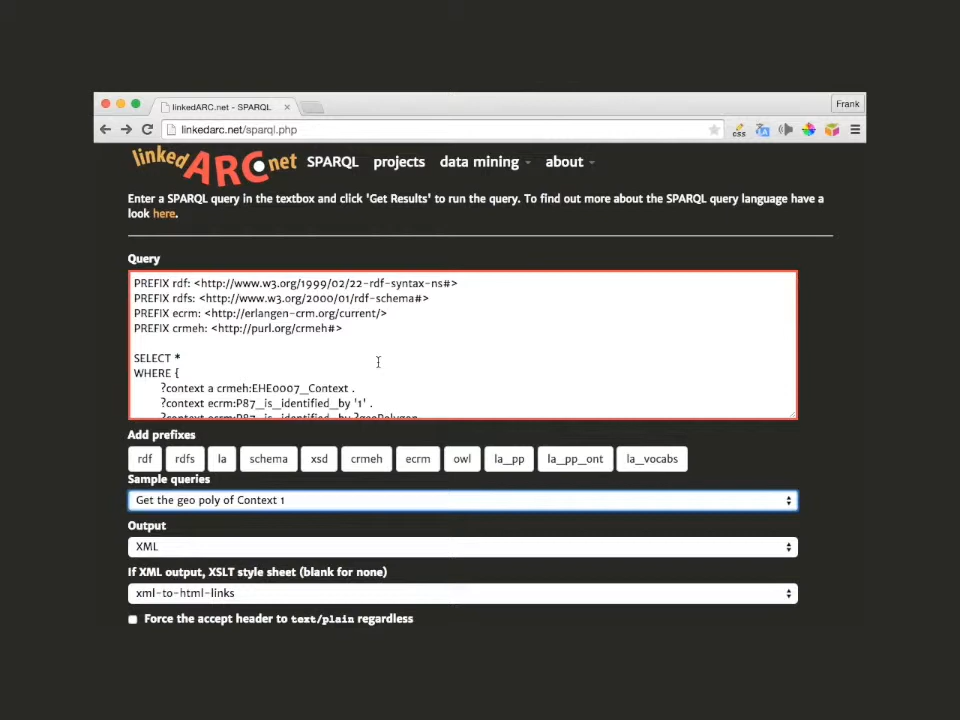 linkedARC.net - SPARQL
Frank
linkedarc.net/sparql.php
css
linkedARC.net SPARQL projects data mining about
Enter a SPARQL query in the textbox and click 'Get Results' to run the query. To find out more about the SPARQL query language have a
look here.
Query
PREFIX rdf: <http://www.w3.org/1999/02/22-rdf-syntax-ns#>
PREFIX rdfs: <http://www.w3.org/2000/01/rdf-schema#>
PREFIX ecrm: <http://erlangen-crm.org/current/>
PREFIX crmeh: <http://purl.org/crmeh#>
SELECT *
WHERE {
?context a crmeh:EHE0007_Context .
?context ecrm:P87_is_identified_by '1' .
?context ecrm:P87_is_identified_by ?geoPolygon
Add prefixes
rdf rdfs la schema xsd crmeh ecrm owl la_pp la_pp_ont la_vocabs
Sample queries
Get the geo poly of Context 1
Output
XML
If XML output, XSLT style sheet (blank for none)
xml-to-html-links
Force the accept header to text/plain regardless